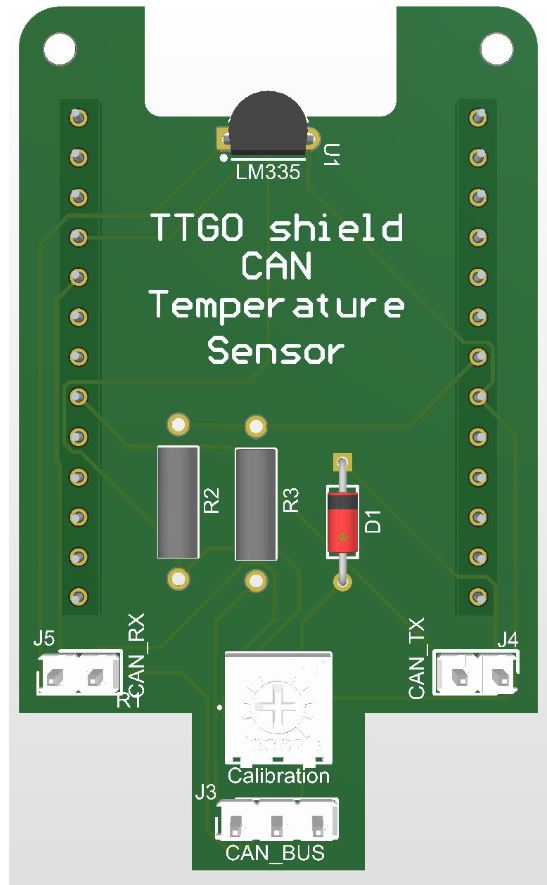 U1
LM335
TTGO shield
CAN
Temperature
Sensor
R2
R3
D1
J5
CAN_RX
R1
CAN_TX
J4
Calibration
J3
CAN_BUS